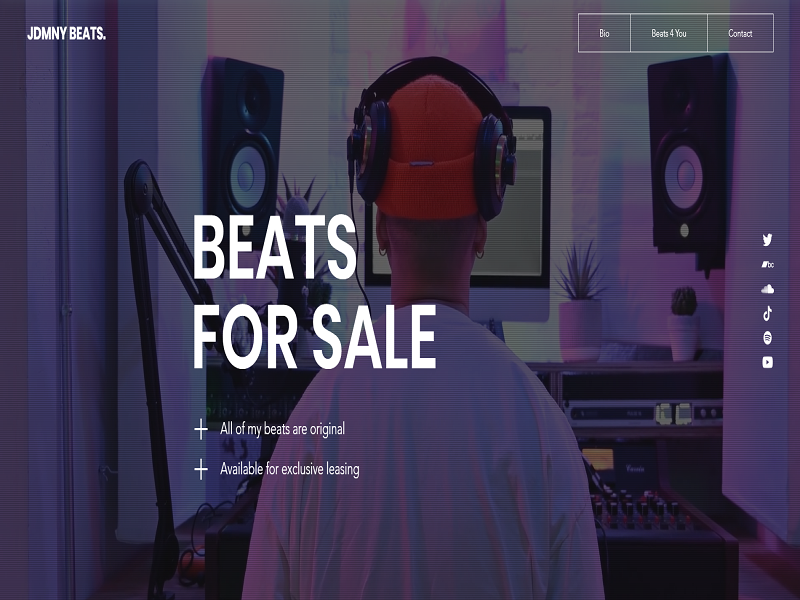 JDMNY BEATS.
Bio
Beats 4 You
Contact
BEATS
FOR SALE
All of my beats are original
Available for exclusive leasing
bc